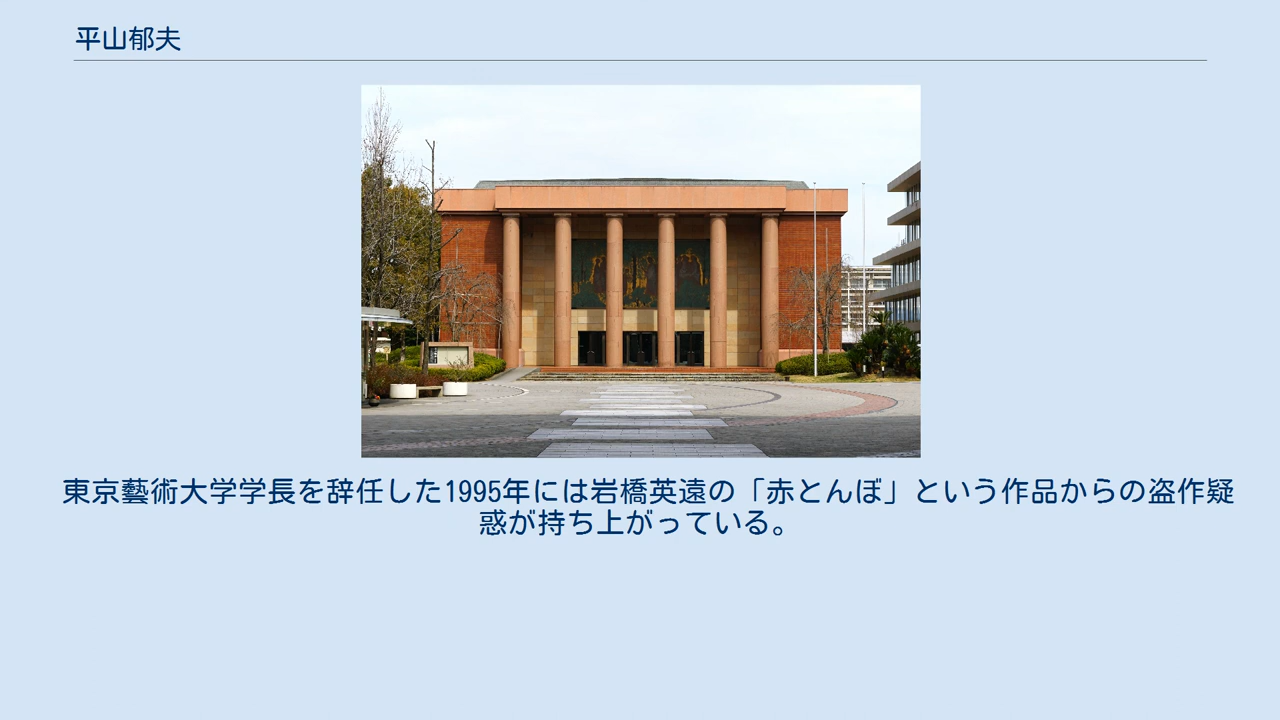 平山郁夫
東京藝術大学学長を辞任した1995年には岩橋英遠の「赤とんぼ」という作品からの盗作疑
惑が持ち上がっている。